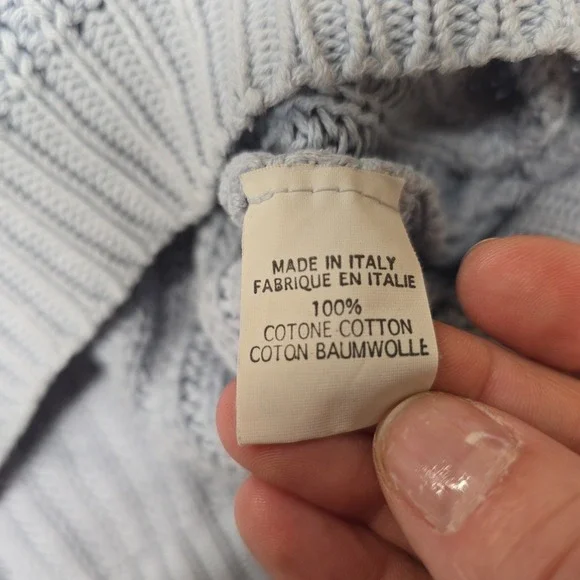 MADE IN ITALY
FABRIQUE EN ITALIE
100%
COTONE COTTON
COTON BAUMWOLLE